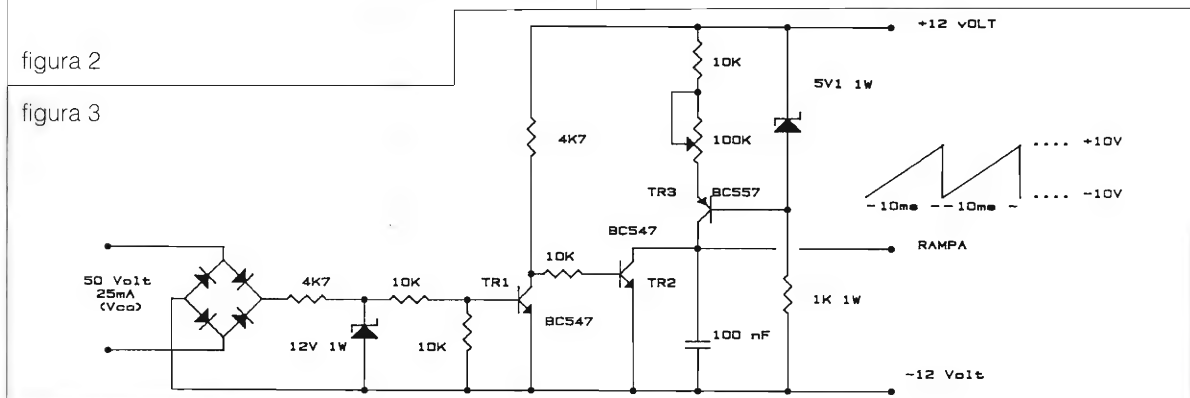 figura 2
figura 3
+12 vOLT
10K
5V1 1W
4K7
100K
TR3
BC557
.... +10V
.... -10V
~10ms --10ms ~
BC547
RAMPA
50 Volt
25mA
(Vca)
4K7
10K
TR1
10K
TR2
BC547
1K 1W
12V 1W
10K
100 nF
~12 Volt